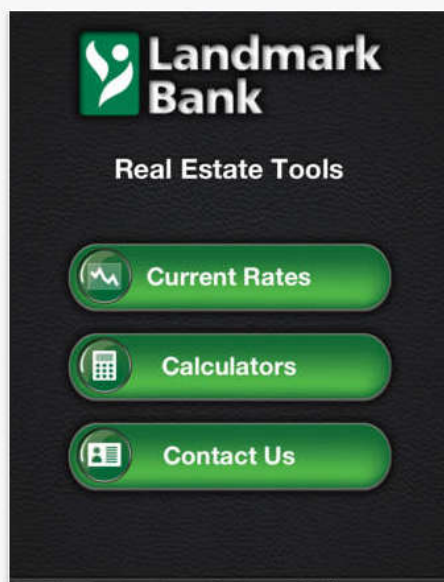 Landmark
Bank
Real Estate Tools
Current Rates
Calculators
Contact Us